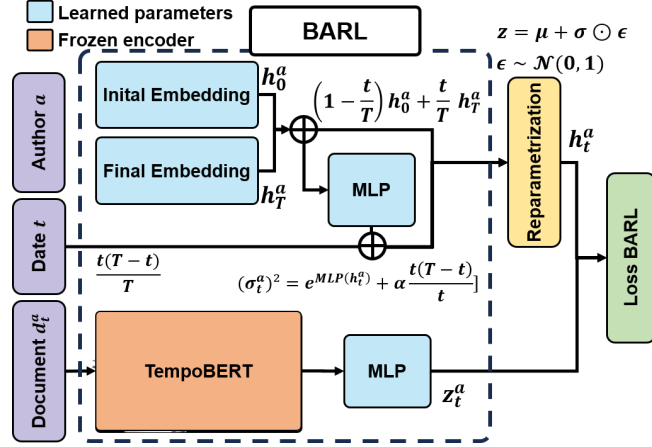 Learned parameters
Frozen encoder
BARL
z = μ + σ ⊙ ϵ
ϵ ~ 𝒩(0, 1)
Author a
Inital Embedding
h_0^a
(1 − t/T) h_0^a + t/T h_T^a
Final Embedding
h_T^a
MLP
Reparametrization
h_t^a
Date t
t(T − t)/T
(σ_t^a)^2 = e^{MLP(h_t^a)} + α t(T − t)/t]
Loss BARL
Document d_t^a
TempoBERT
MLP
z_t^a